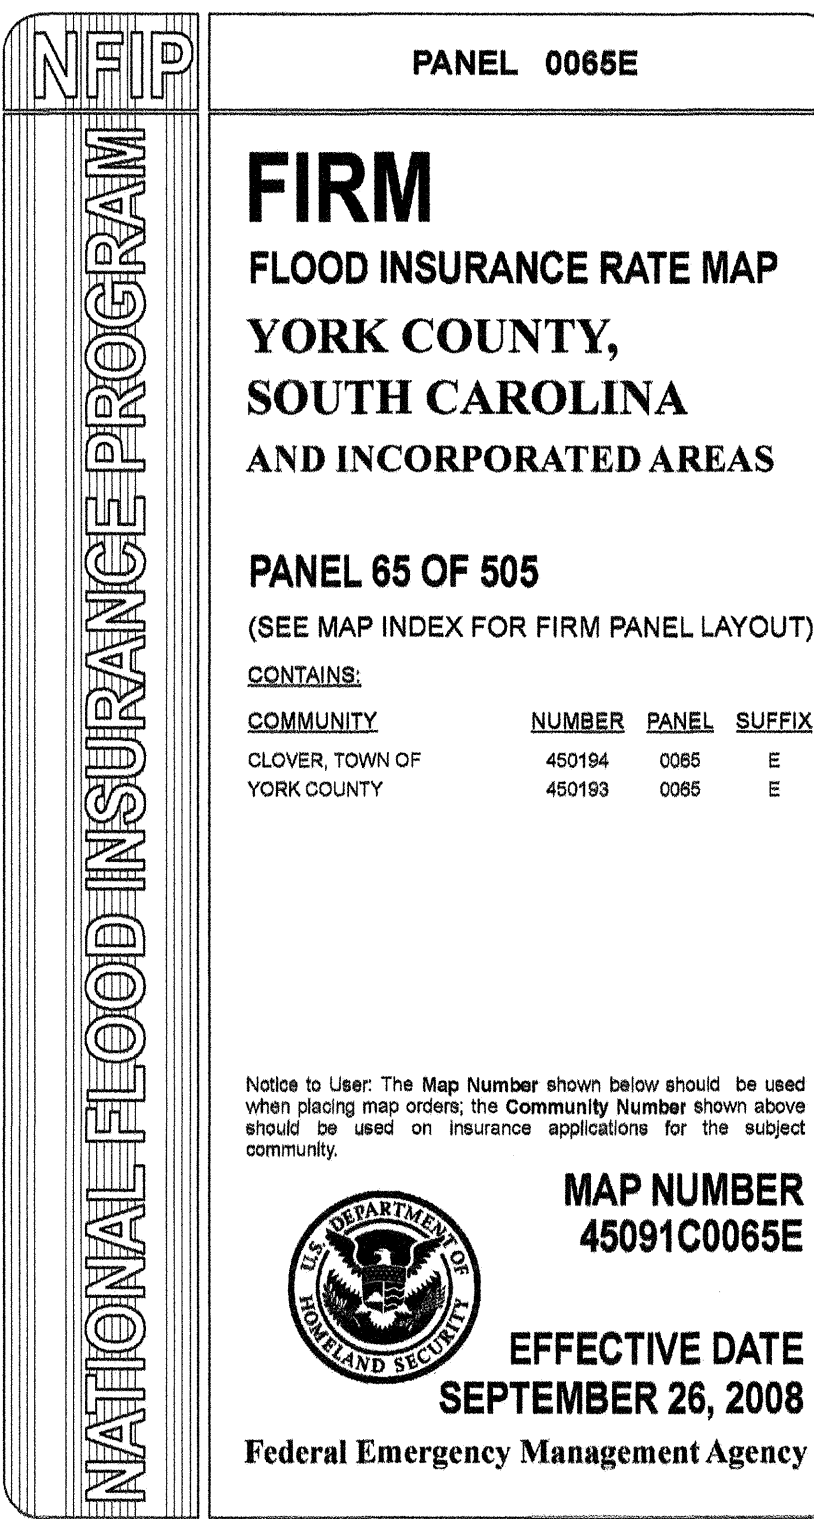 NFIP
NATIONAL FLOOD INSURANCE PROGRAM
PANEL 0065E
FIRM
FLOOD INSURANCE RATE MAP
YORK COUNTY,
SOUTH CAROLINA
AND INCORPORATED AREAS
PANEL 65 OF 505
(SEE MAP INDEX FOR FIRM PANEL LAYOUT)
CONTAINS:
COMMUNITY NUMBER PANEL SUFFIX
CLOVER, TOWN OF 450194 0065 E
YORK COUNTY 450193 0065 E
Notice to User: The Map Number shown below should be used
when placing map orders; the Community Number shown above
should be used on insurance applications for the subject
community.
MAP NUMBER
45091C0065E
U.S. DEPARTMENT OF
HOMELAND SECURITY
EFFECTIVE DATE
SEPTEMBER 26, 2008
Federal Emergency Management Agency